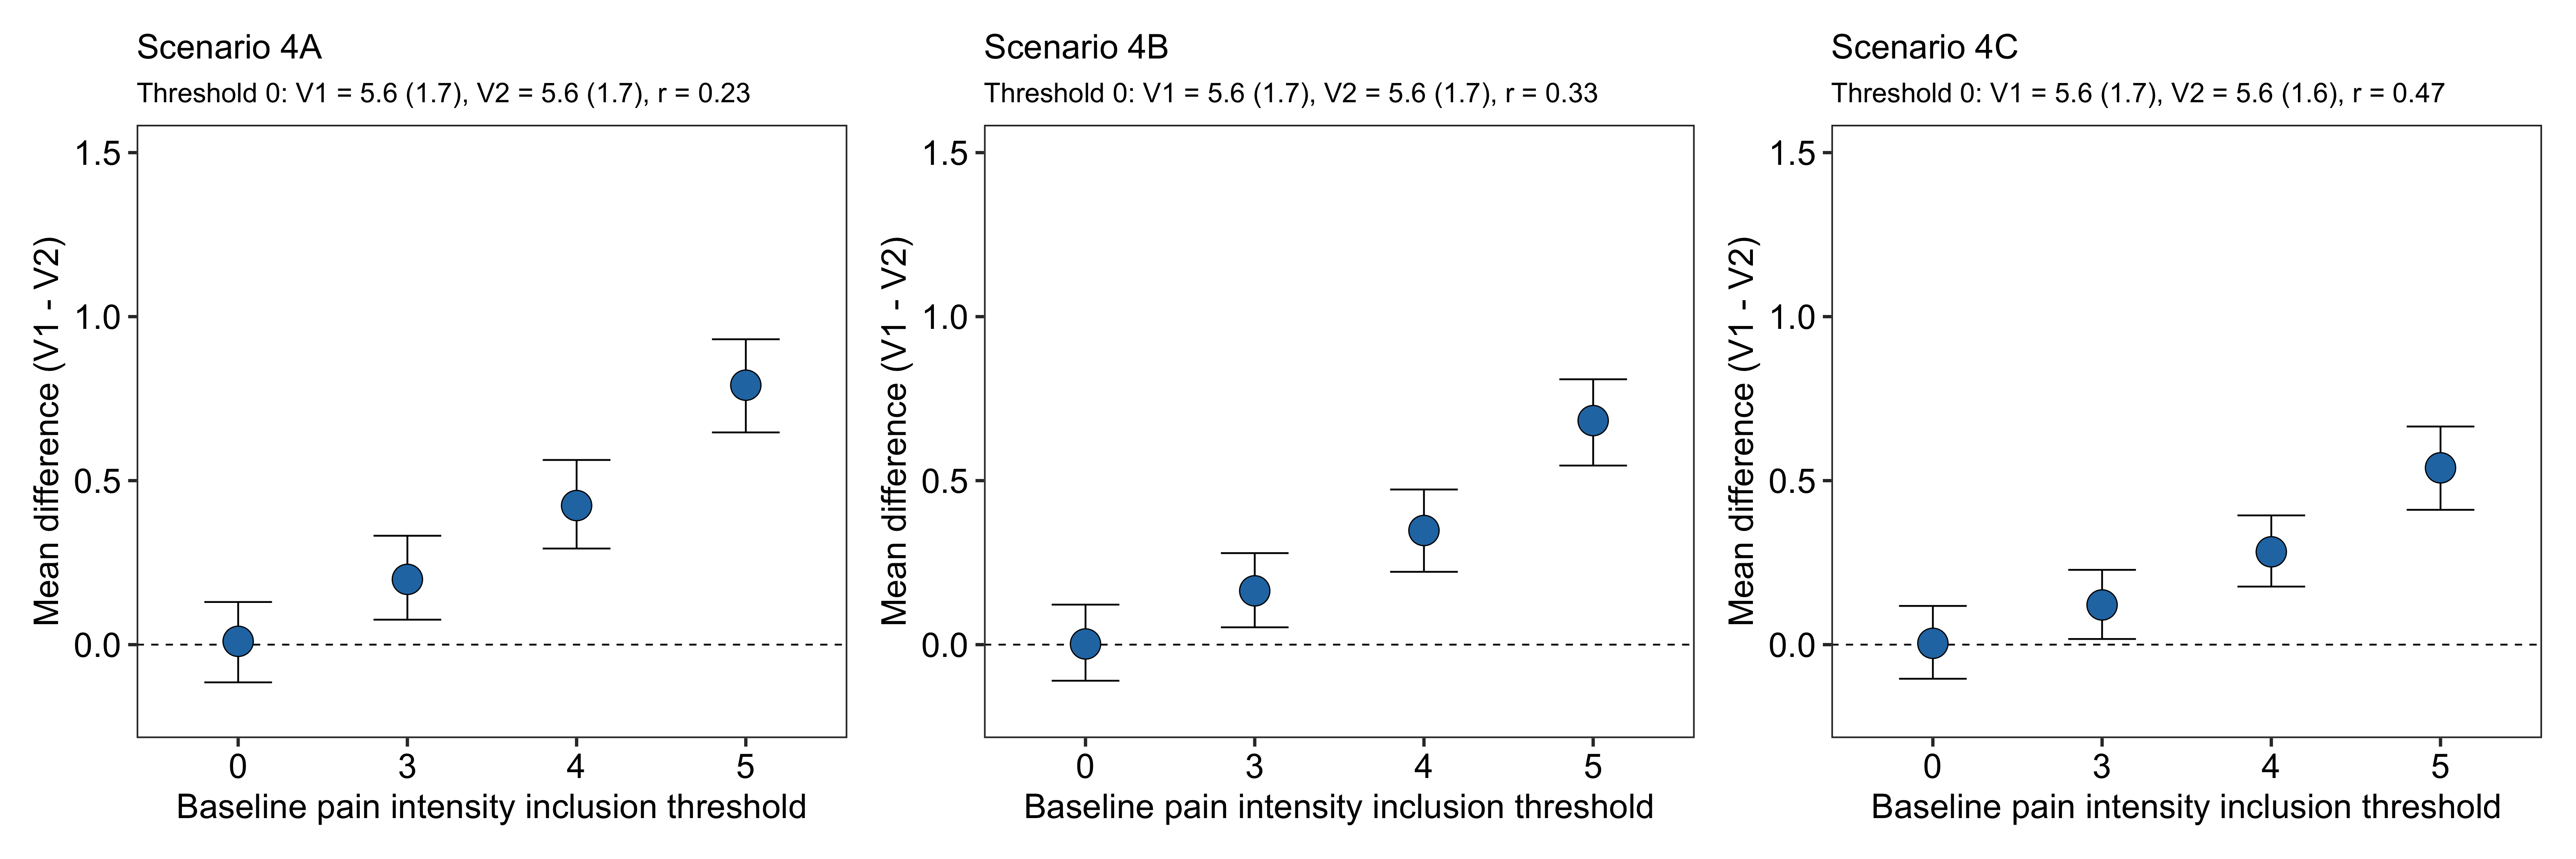 Scenario 4A
Threshold 0: V1 = 5.6 (1.7), V2 = 5.6 (1.7), r = 0.23
Mean difference (V1 - V2)
1.5
1.0
0.5
0.0
0 3 4 5
Baseline pain intensity inclusion threshold
Scenario 4B
Threshold 0: V1 = 5.6 (1.7), V2 = 5.6 (1.7), r = 0.33
Mean difference (V1 - V2)
1.5
1.0
0.5
0.0
0 3 4 5
Baseline pain intensity inclusion threshold
Scenario 4C
Threshold 0: V1 = 5.6 (1.7), V2 = 5.6 (1.6), r = 0.47
Mean difference (V1 - V2)
1.5
1.0
0.5
0.0
0 3 4 5
Baseline pain intensity inclusion threshold